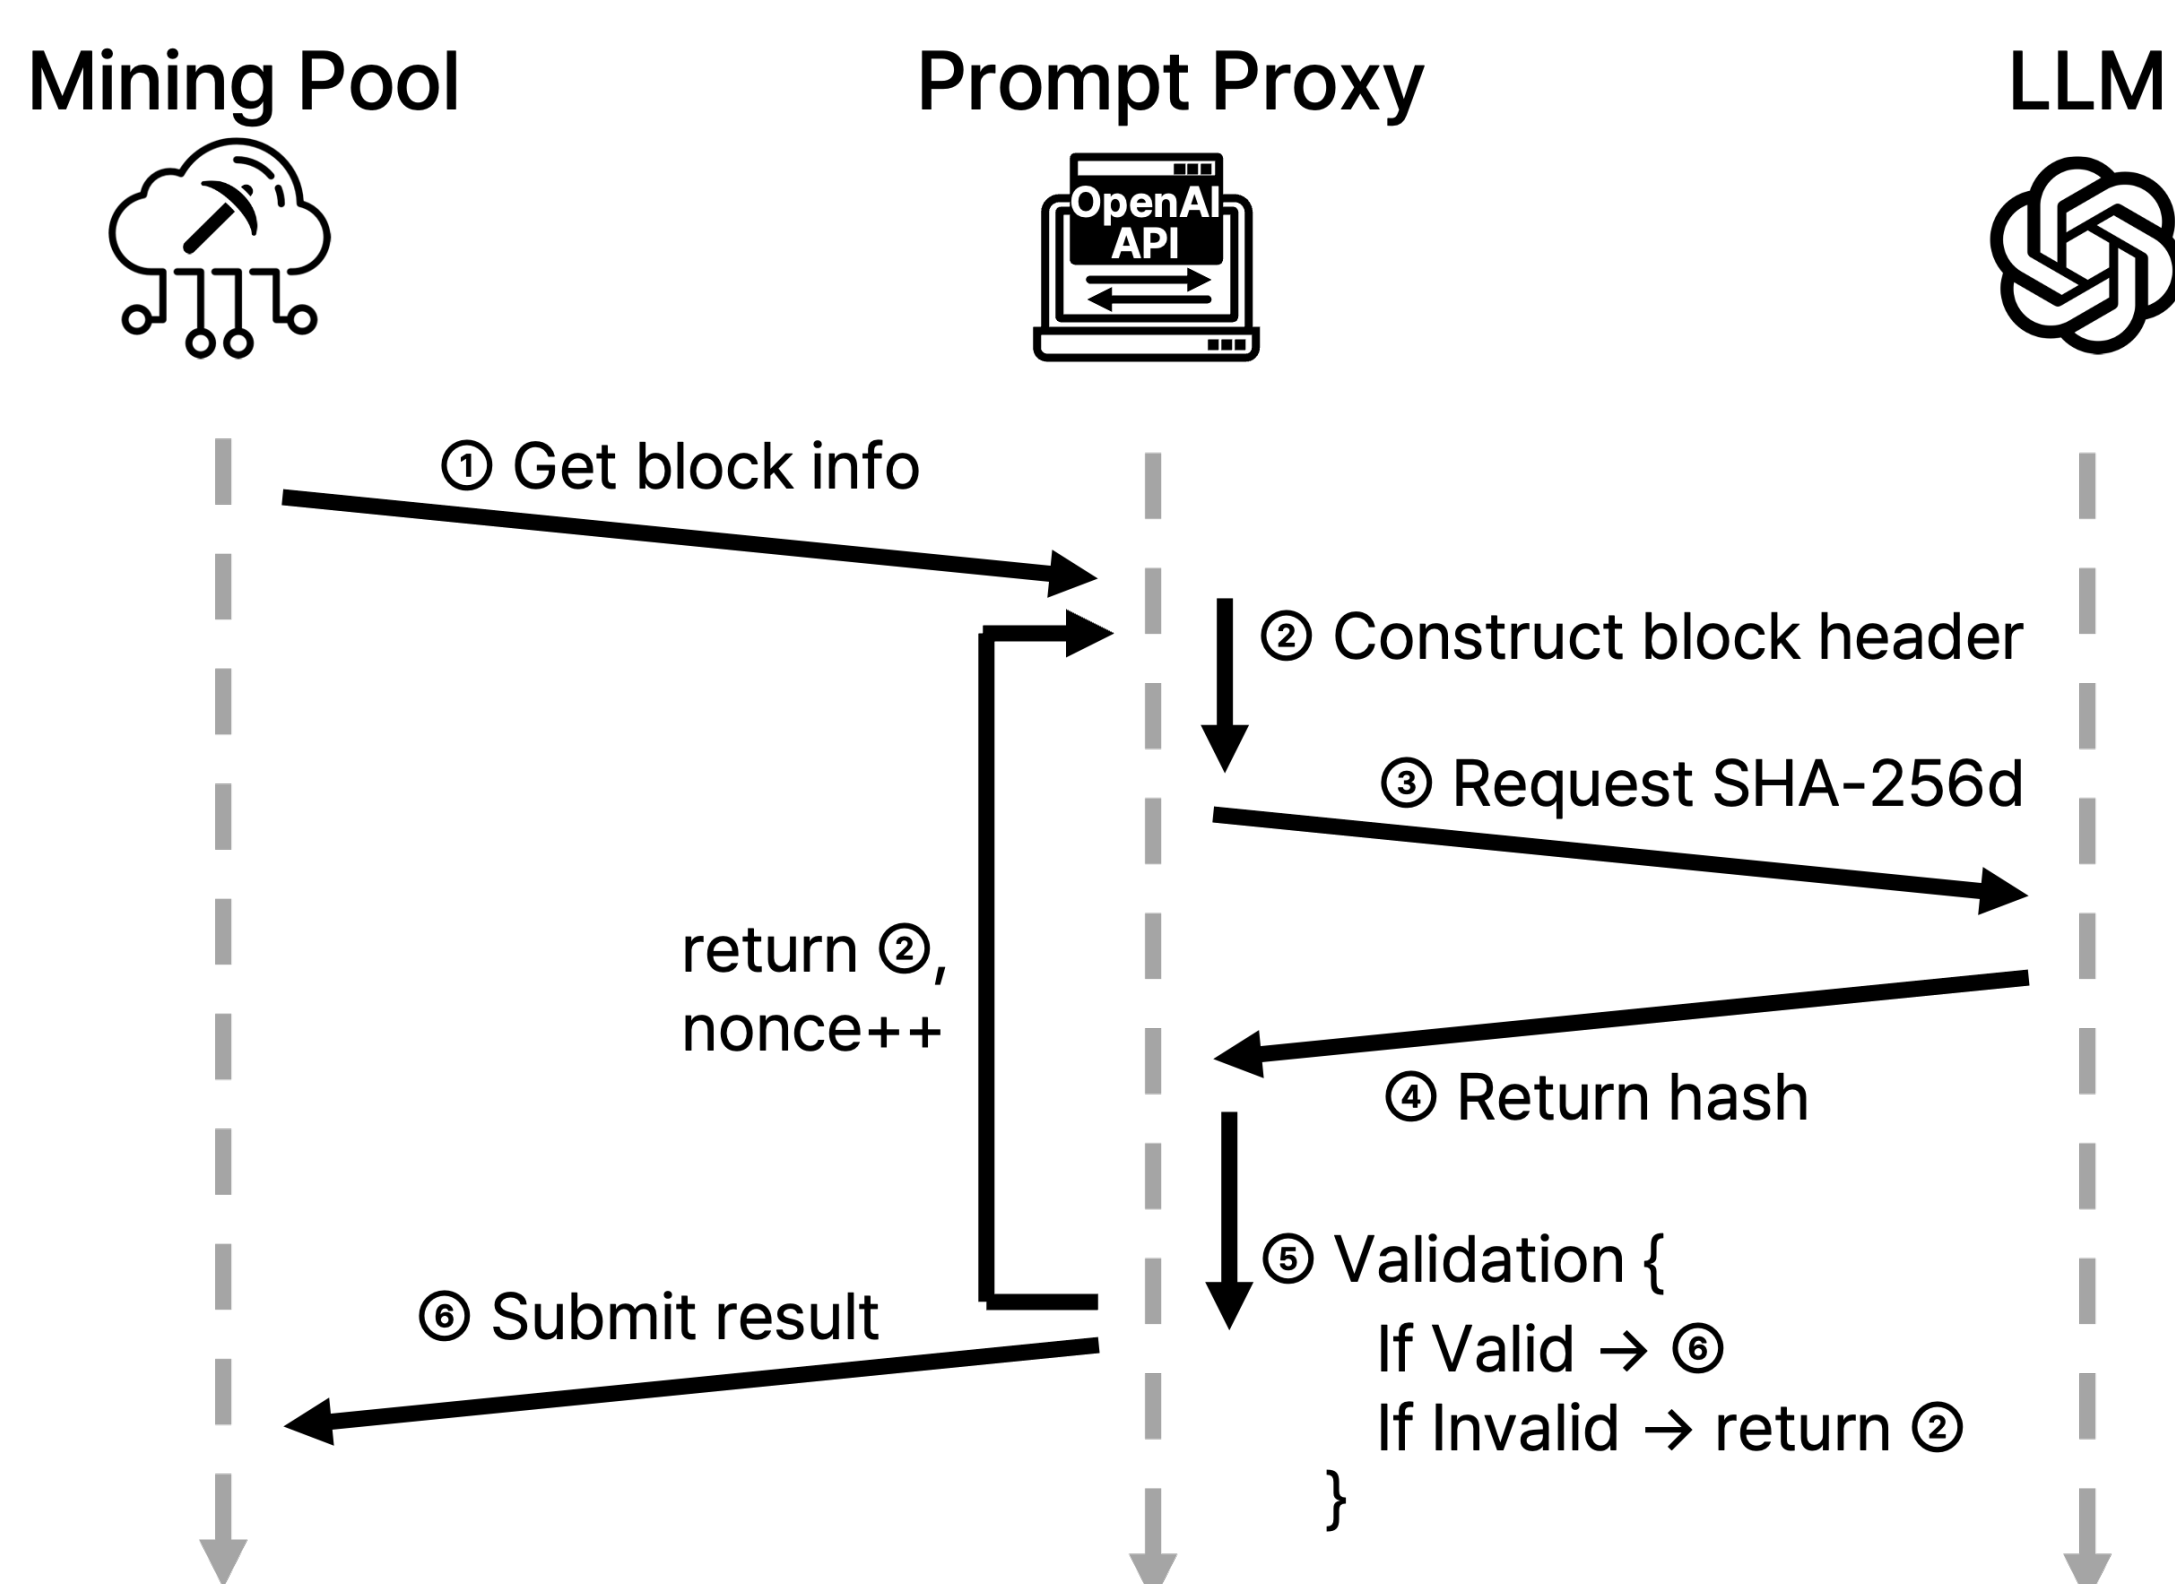 Mining Pool
Prompt Proxy
LLM
OpenAI
API
① Get block info
② Construct block header
③ Request SHA-256d
return ②,
nonce++
④ Return hash
⑤ Validation {
If Valid → ⑥
If Invalid → return ②
}
⑥ Submit result